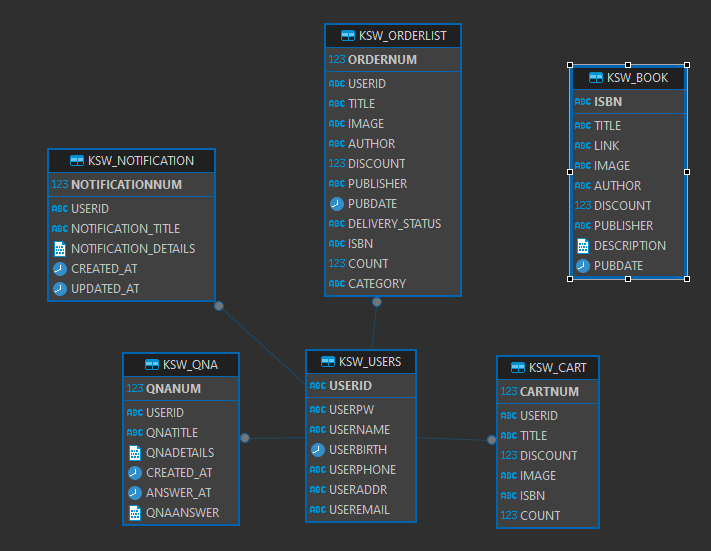 KSW_ORDERLIST
123 ORDERNUM
ABC USERID
ABC TITLE
ABC IMAGE
ABC AUTHOR
123 DISCOUNT
ABC PUBLISHER
PUBDATE
ABC DELIVERY_STATUS
ABC ISBN
123 COUNT
ABC CATEGORY
KSW_BOOK
ABC ISBN
ABC TITLE
ABC LINK
ABC IMAGE
ABC AUTHOR
123 DISCOUNT
ABC PUBLISHER
DESCRIPTION
PUBDATE
KSW_NOTIFICATION
123 NOTIFICATIONNUM
ABC USERID
ABC NOTIFICATION_TITLE
NOTIFICATION_DETAILS
CREATED_AT
UPDATED_AT
KSW_QNA
123 QNANUM
ABC USERID
ABC QNATITLE
QNADETAILS
CREATED_AT
ANSWER_AT
QNAANSWER
KSW_USERS
ABC USERID
ABC USERPW
ABC USERNAME
USERBIRTH
ABC USERPHONE
ABC USERADDR
ABC USEREMAIL
KSW_CART
123 CARTNUM
ABC USERID
ABC TITLE
123 DISCOUNT
ABC IMAGE
ABC ISBN
123 COUNT